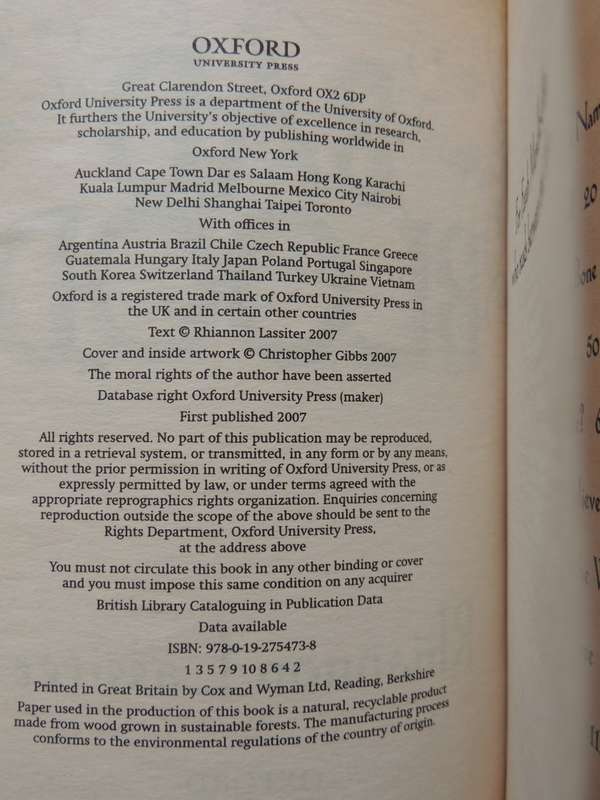 OXFORD
UNIVERSITY PRESS
Great Clarendon Street, Oxford OX2 6DP
Oxford University Press is a department of the University of Oxford.
It furthers the University's objective of excellence in research,
scholarship, and education by publishing worldwide in
Oxford New York
Auckland Cape Town Dar es Salaam Hong Kong Karachi
Kuala Lumpur Madrid Melbourne Mexico City Nairobi
New Delhi Shanghai Taipei Toronto
With offices in
Argentina Austria Brazil Chile Czech Republic France Greece
Guatemala Hungary Italy Japan Poland Portugal Singapore
South Korea Switzerland Thailand Turkey Ukraine Vietnam
Oxford is a registered trade mark of Oxford University Press in
the UK and in certain other countries
Text © Rhiannon Lassiter 2007
Cover and inside artwork © Christopher Gibbs 2007
The moral rights of the author have been asserted
Database right Oxford University Press (maker)
First published 2007
All rights reserved. No part of this publication may be reproduced,
stored in a retrieval system, or transmitted, in any form or by any means,
without the prior permission in writing of Oxford University Press, or as
expressly permitted by law, or under terms agreed with the
appropriate reprographics rights organization. Enquiries concerning
reproduction outside the scope of the above should be sent to the
Rights Department, Oxford University Press,
at the address above
You must not circulate this book in any other binding or cover
and you must impose this same condition on any acquirer
British Library Cataloguing in Publication Data
Data available
ISBN: 978-0-19-275473-8
1 3 5 7 9 10 8 6 4 2
Printed in Great Britain by Cox and Wyman Ltd, Reading, Berkshire
Paper used in the production of this book is a natural, recyclable product
made from wood grown in sustainable forests. The manufacturing process
conforms to the environmental regulations of the country of origin.
20
50